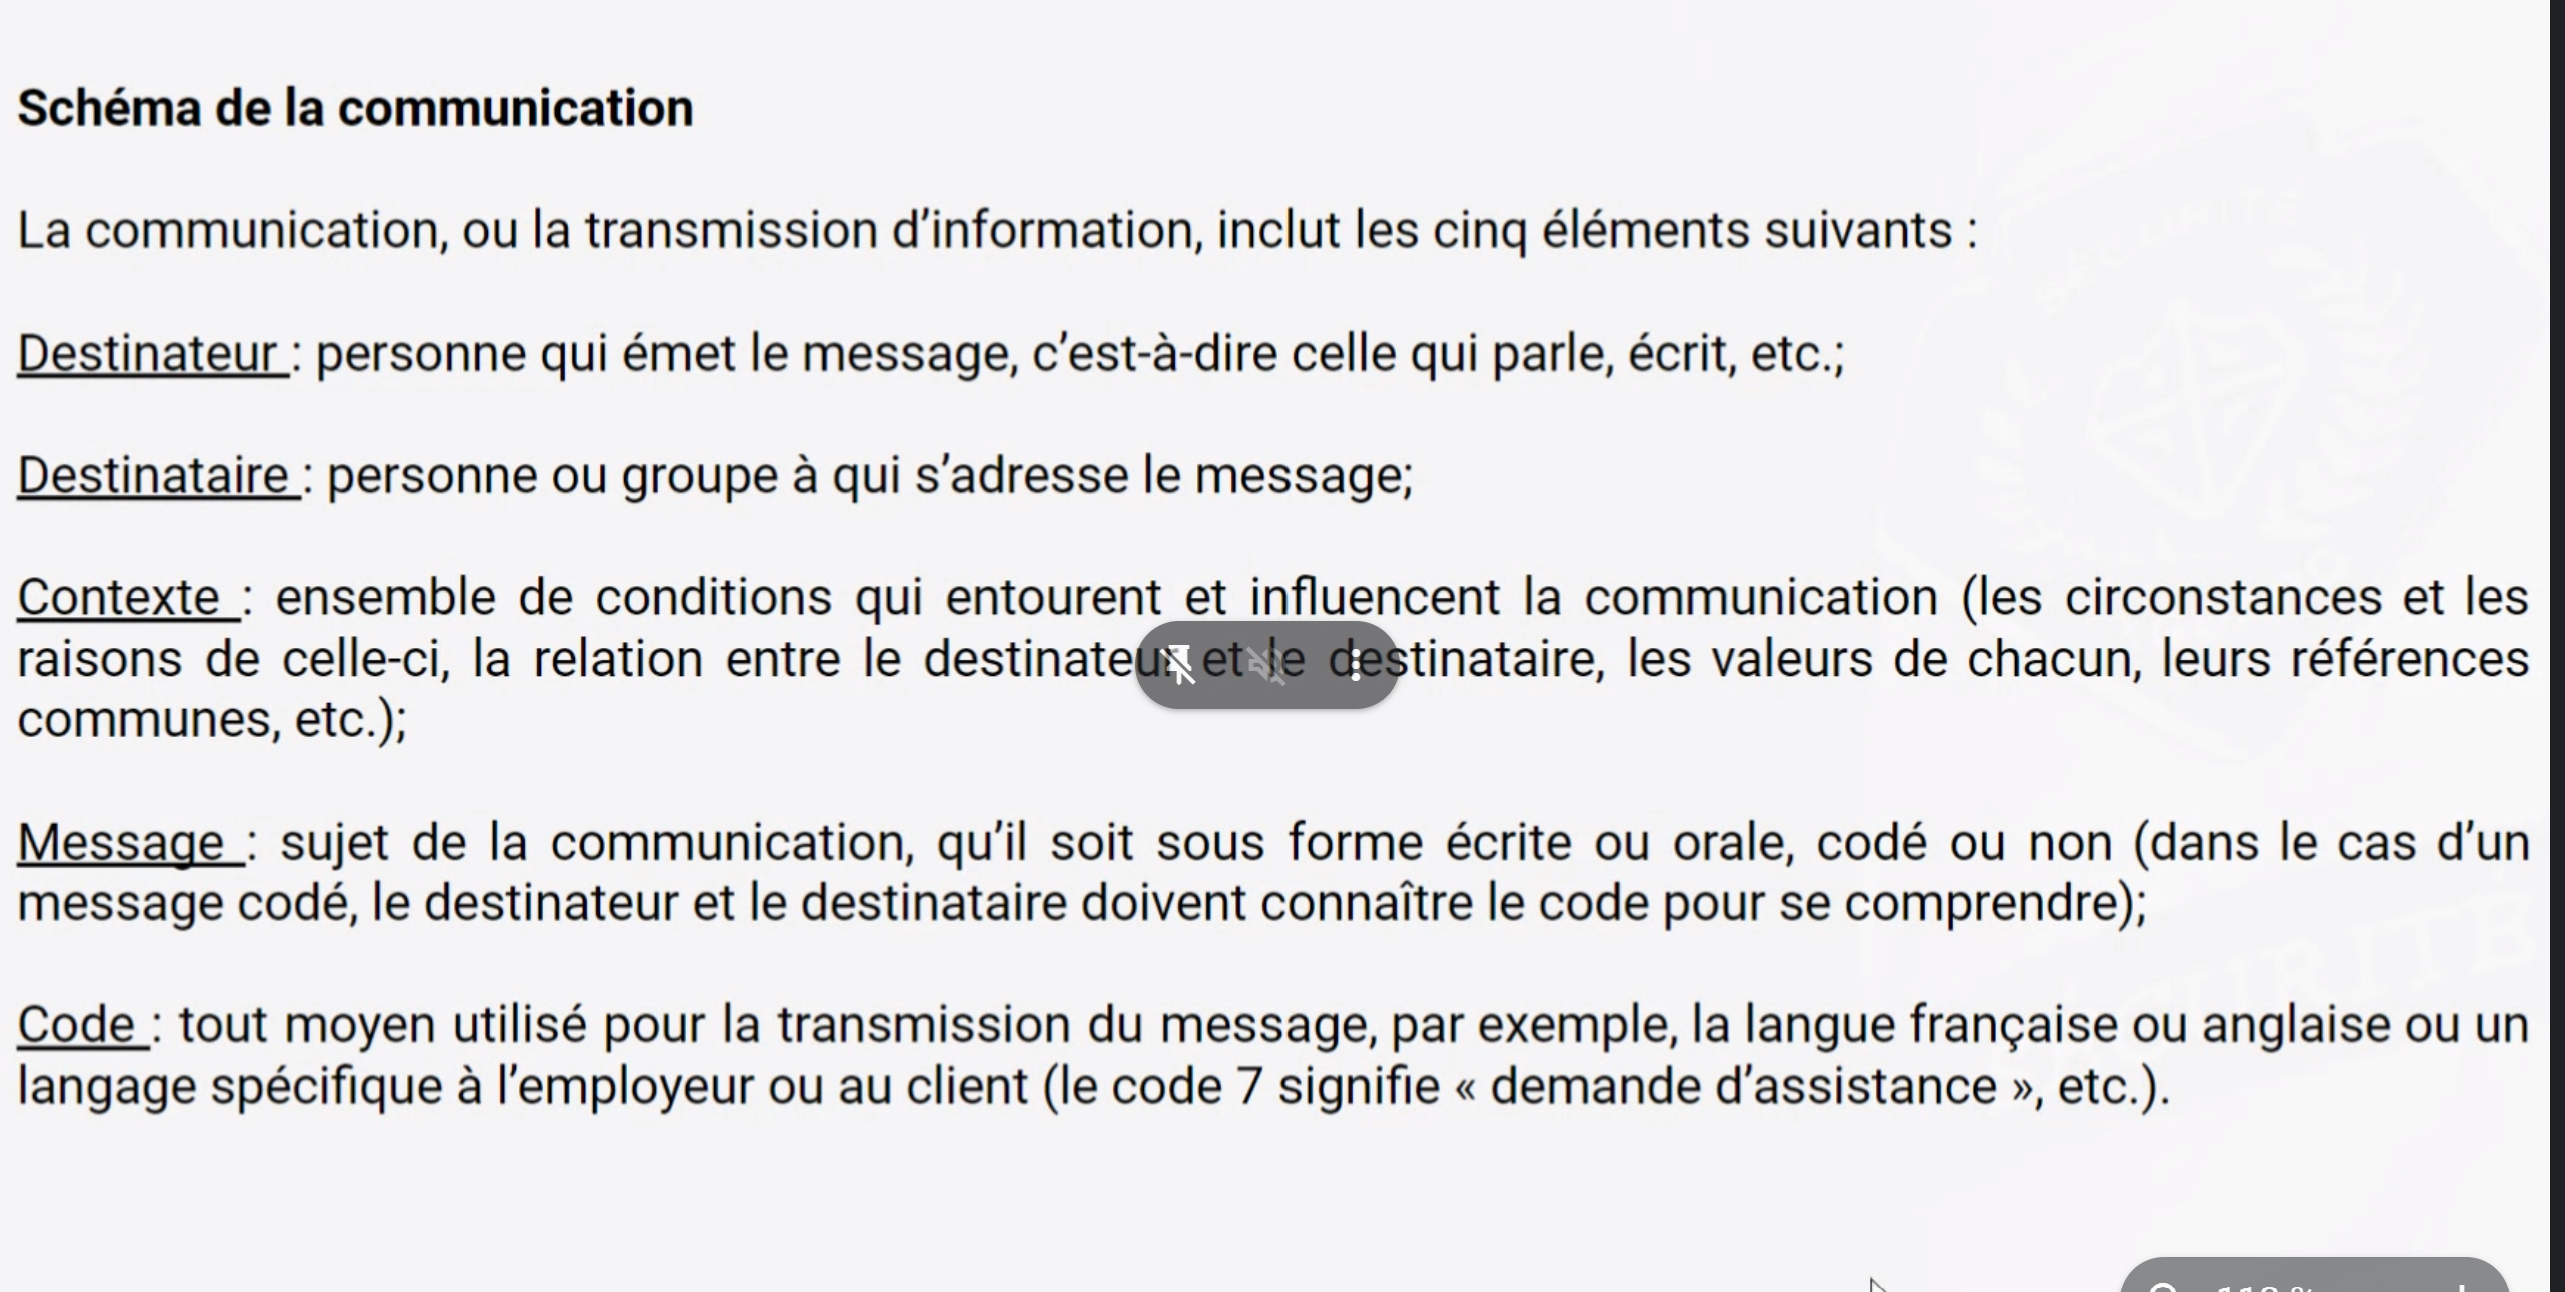 Schéma de la communication
La communication, ou la transmission d’information, inclut les cinq éléments suivants :
Destinateur : personne qui émet le message, c’est-à-dire celle qui parle, écrit, etc.;
Destinataire : personne ou groupe à qui s’adresse le message;
Contexte : ensemble de conditions qui entourent et influencent la communication (les circonstances et les
raisons de celle-ci, la relation entre le destinateur et le destinataire, les valeurs de chacun, leurs références
communes, etc.);
Message : sujet de la communication, qu’il soit sous forme écrite ou orale, codé ou non (dans le cas d’un
message codé, le destinateur et le destinataire doivent connaître le code pour se comprendre);
Code : tout moyen utilisé pour la transmission du message, par exemple, la langue française ou anglaise ou un
langage spécifique à l’employeur ou au client (le code 7 signifie « demande d’assistance », etc.).